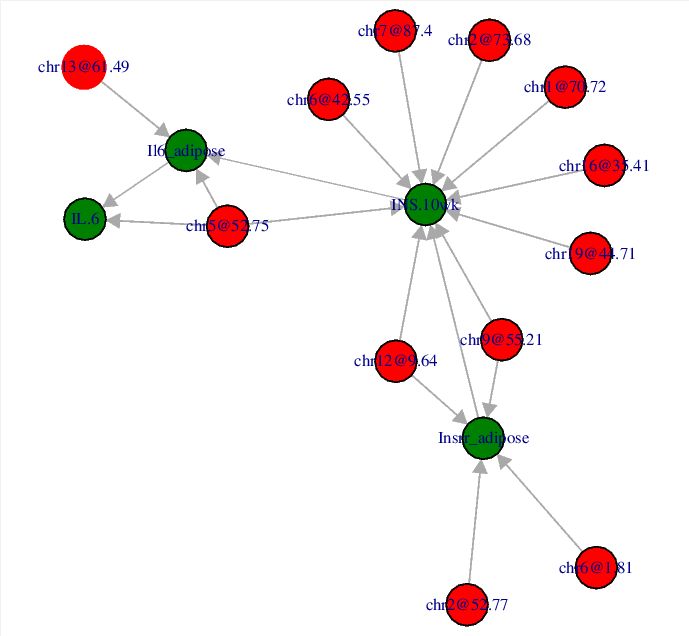 chr7@87.4
chr2@73.68
chr13@61.49
chr1@70.72
chr6@42.55
Il6_adipose
chr16@35.41
INS.10wk
IL.6
chr5@52.75
chr19@44.71
chr9@55.21
chr12@9.64
Insrr_adipose
chr6@1.81
chr2@52.77